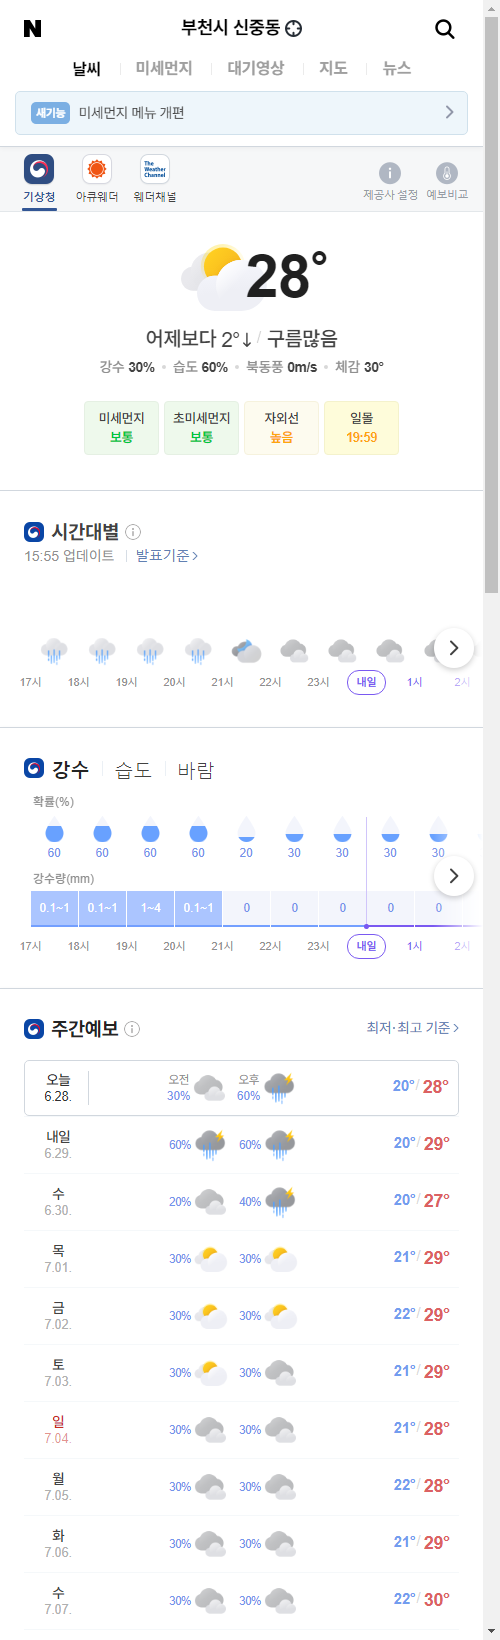 N 부천시 신중동
날씨 미세먼지 대기영상 지도 뉴스
새기능 미세먼지 메뉴 개편
The Weather Channel
기상청 아큐웨더 웨더채널 제공사 설정 예보비교
28°
어제보다 2°↓ / 구름많음
강수 30% • 습도 60% • 북동풍 0m/s • 체감 30°
미세먼지 초미세먼지 자외선 일몰
보통 보통 높음 19:59
시간대별
15:55 업데이트 발표기준 >
17시 18시 19시 20시 21시 22시 23시 내일 1시 2시
강수 습도 바람
확률(%)
60 60 60 60 20 30 30 30 30
강수량(mm)
0.1~1 0.1~1 1~4 0.1~1 0 0 0 0 0
17시 18시 19시 20시 21시 22시 23시 내일 1시 2시
주간예보 최저·최고 기준 >
오늘 6.28. 오전 30% 오후 60% 20° / 28°
내일 6.29. 60% 60% 20° / 29°
수 6.30. 20% 40% 20° / 27°
목 7.01. 30% 30% 21° / 29°
금 7.02. 30% 30% 22° / 29°
토 7.03. 30% 30% 21° / 29°
일 7.04. 30% 30% 21° / 28°
월 7.05. 30% 30% 22° / 28°
화 7.06. 30% 30% 21° / 29°
수 7.07. 30% 30% 22° / 30°